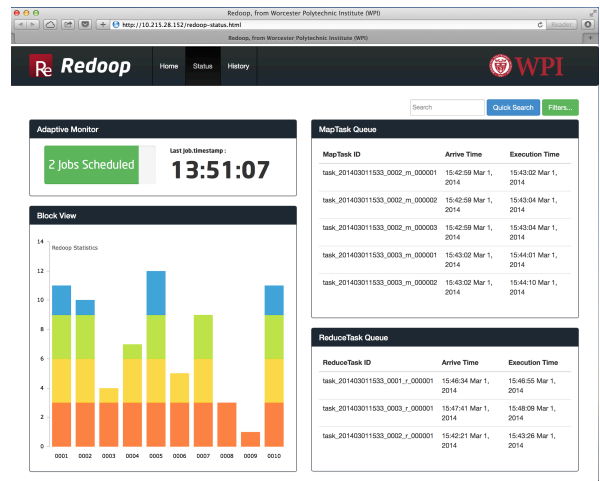 Redoop, from Worcester Polytechnic Institute (WPI)
http://10.215.28.152/redoop-status.html
Reader
Redoop, from Worcester Polytechnic Institute (WPI)
Re Redoop
Home Status History
WPI
Search Quick Search Filters...
Adaptive Monitor
2 Jobs Scheduled
Last job.timestamp :
13:51:07
Block View
Redoop Statistics
14
12
10
8
6
4
2
0
0001 0002 0003 0004 0005 0006 0007 0008 0009 0010
MapTask Queue
MapTask ID Arrive Time Execution Time
task_201403011533_0002_m_000001 15:42:59 Mar 1, 2014 15:43:02 Mar 1, 2014
task_201403011533_0002_m_000002 15:42:59 Mar 1, 2014 15:43:04 Mar 1, 2014
task_201403011533_0002_m_000003 15:42:59 Mar 1, 2014 15:43:04 Mar 1, 2014
task_201403011533_0003_m_000001 15:43:02 Mar 1, 2014 15:44:01 Mar 1, 2014
task_201403011533_0003_m_000002 15:43:02 Mar 1, 2014 15:44:10 Mar 1, 2014
ReduceTask Queue
ReduceTask ID Arrive Time Execution Time
task_201403011533_0001_r_000001 15:46:34 Mar 1, 2014 15:46:55 Mar 1, 2014
task_201403011533_0003_r_000001 15:47:41 Mar 1, 2014 15:48:09 Mar 1, 2014
task_201403011533_0002_r_000001 15:42:21 Mar 1, 2014 15:43:26 Mar 1, 2014